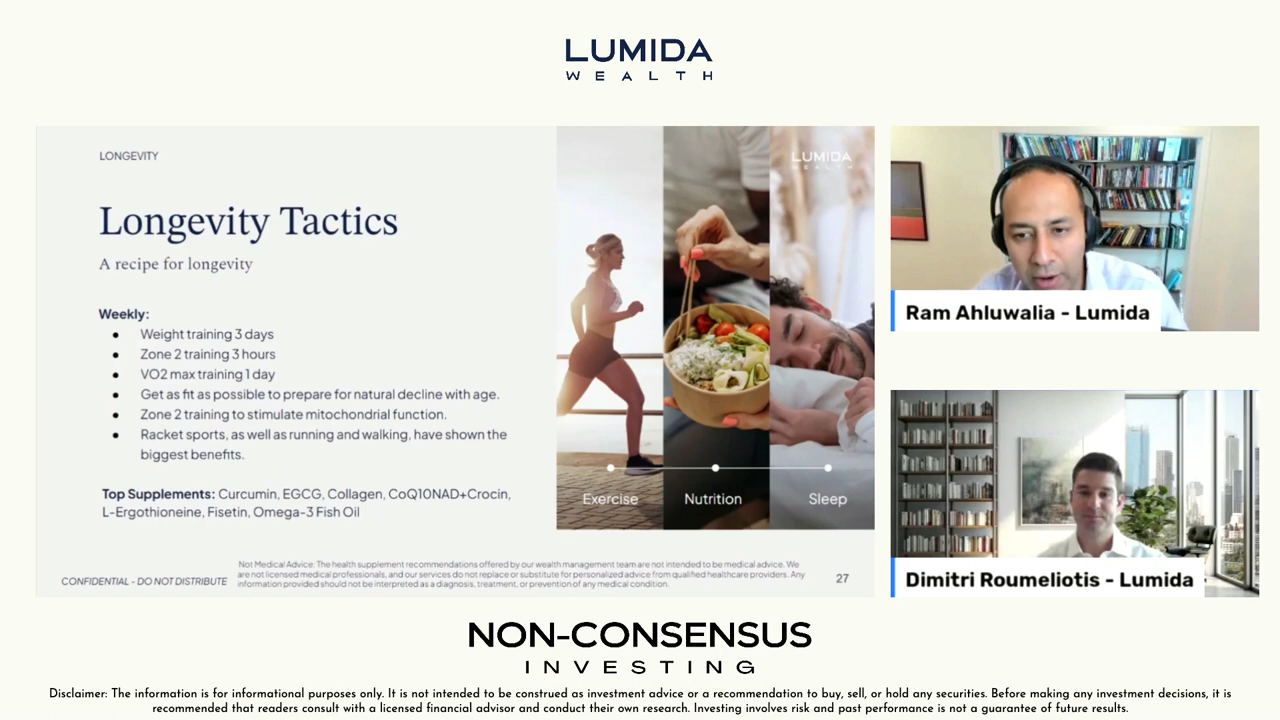 LUMIDA
WEALTH
LONGEVITY
Longevity Tactics
A recipe for longevity
Weekly:
● Weight training 3 days
● Zone 2 training 3 hours
● VO2 max training 1 day
● Get as fit as possible to prepare for natural decline with age.
● Zone 2 training to stimulate mitochondrial function.
● Racket sports, as well as running and walking, have shown the
biggest benefits.
Top Supplements: Curcumin, EGCG, Collagen, CoQ10NAD+Crocin,
L-Ergothioneine, Fisetin, Omega-3 Fish Oil
LUMIDA
WEALTH
Exercise
Nutrition
Sleep
CONFIDENTIAL - DO NOT DISTRIBUTE
Not Medical Advice: The health supplement recommendations offered by our wealth management team are not intended to be medical advice. We
are not licensed medical professionals, and our services do not replace or substitute for personalized advice from qualified healthcare providers. Any
information provided should not be interpreted as a diagnosis, treatment, or prevention of any medical condition.
27
Ram Ahluwalia - Lumida
Dimitri Roumeliotis - Lumida
NON-CONSENSUS
INVESTING
Disclaimer: The information is for informational purposes only. It is not intended to be construed as investment advice or a recommendation to buy, sell, or hold any securities. Before making any investment decisions, it is
recommended that readers consult with a licensed financial advisor and conduct their own research. Investing involves risk and past performance is not a guarantee of future results.